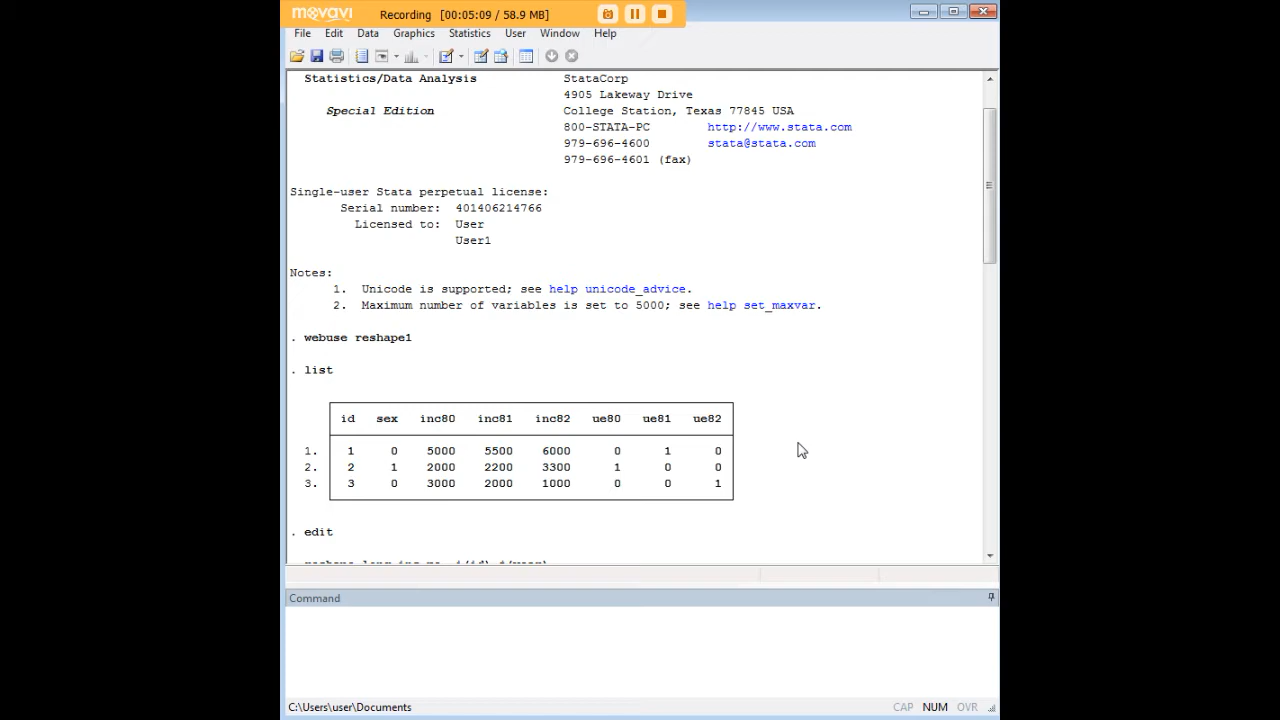 movavi Recording [00:05:09 / 58.9 MB]
File Edit Data Graphics Statistics User Window Help
Statistics/Data Analysis StataCorp
4905 Lakeway Drive
Special Edition College Station, Texas 77845 USA
800-STATA-PC http://www.stata.com
979-696-4600 stata@stata.com
979-696-4601 (fax)
Single-user Stata perpetual license:
Serial number: 401406214766
Licensed to: User
User1
Notes:
1. Unicode is supported; see help unicode_advice.
2. Maximum number of variables is set to 5000; see help set_maxvar.
. webuse reshape1
. list
id sex inc80 inc81 inc82 ue80 ue81 ue82
1. 1 0 5000 5500 6000 0 1 0
2. 2 1 2000 2200 3300 1 0 0
3. 3 0 3000 2000 1000 0 0 1
. edit
Command
C:\Users\user\Documents CAP NUM OVR